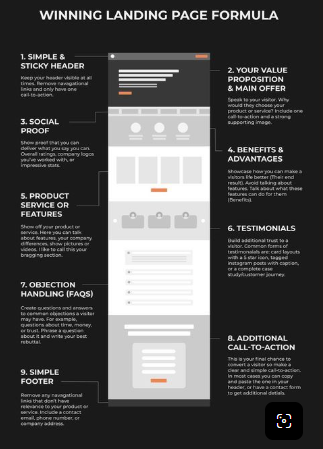 WINNING LANDING PAGE FORMULA
1. SIMPLE &
STICKY HEADER
Keep your header visible at all
times. Remove navigational
links and only have one
call-to-action.
2. YOUR VALUE
PROPOSITION
& MAIN OFFER
Speak to your visitor. Why
would they choose your
product or service? Include one
call-to-action and a strong
supporting image.
3. SOCIAL
PROOF
Show proof that you can
deliver what you say you can.
Overall ratings, company logos
you've worked with, or
impressive stats.
4. BENEFITS &
ADVANTAGES
Showcase how you can make a
visitors life better (Their end
result). Avoid talking about
features. Talk about what these
features can do for them
(Benefits).
5. PRODUCT
SERVICE OR
FEATURES
Show off your product or
service. Here you can talk
about features, your company
differences, show pictures or
videos. I like to call this your
bragging section.
6. TESTIMONIALS
Build additional trust to a
visitor. Common forms of
testimonials are card layouts
with a 5 star icon, tagged
instagram posts with caption,
or a complete case
study/customer journey.
7. OBJECTION
HANDLING (FAQS)
Create questions and answers
to common objections a visitor
may have. For example,
questions about time, money,
or trust. Phrase a question
about it and write your best
rebuttal.
8. ADDITIONAL
CALL-TO-ACTION
This is your final chance to
convert a visitor so make a
clear and simple call-to-action.
In most cases you can copy
and paste the one in your
header, or have a contact form
to get additional details.
9. SIMPLE
FOOTER
Remove any navigational
links that don't have
relevance to your product or
service. Include a contact
email, phone number, or
company address.